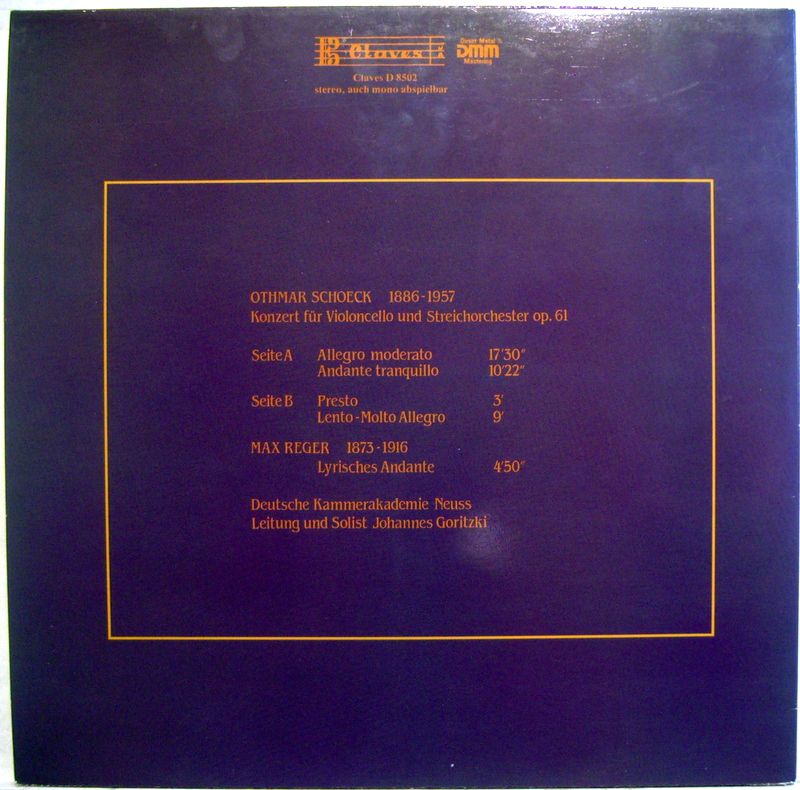 Claves
Direct Metal
DMM
Mastering
Claves D 8502
stereo, auch mono abspielbar
OTHMAR SCHOECK 1886-1957
Konzert für Violoncello und Streichorchester op. 61
Seite A Allegro moderato 17'30"
Andante tranquillo 10'22"
Seite B Presto 3'
Lento-Molto Allegro 9'
MAX REGER 1873-1916
Lyrisches Andante 4'50"
Deutsche Kammerakademie Neuss
Leitung und Solist Johannes Goritzki